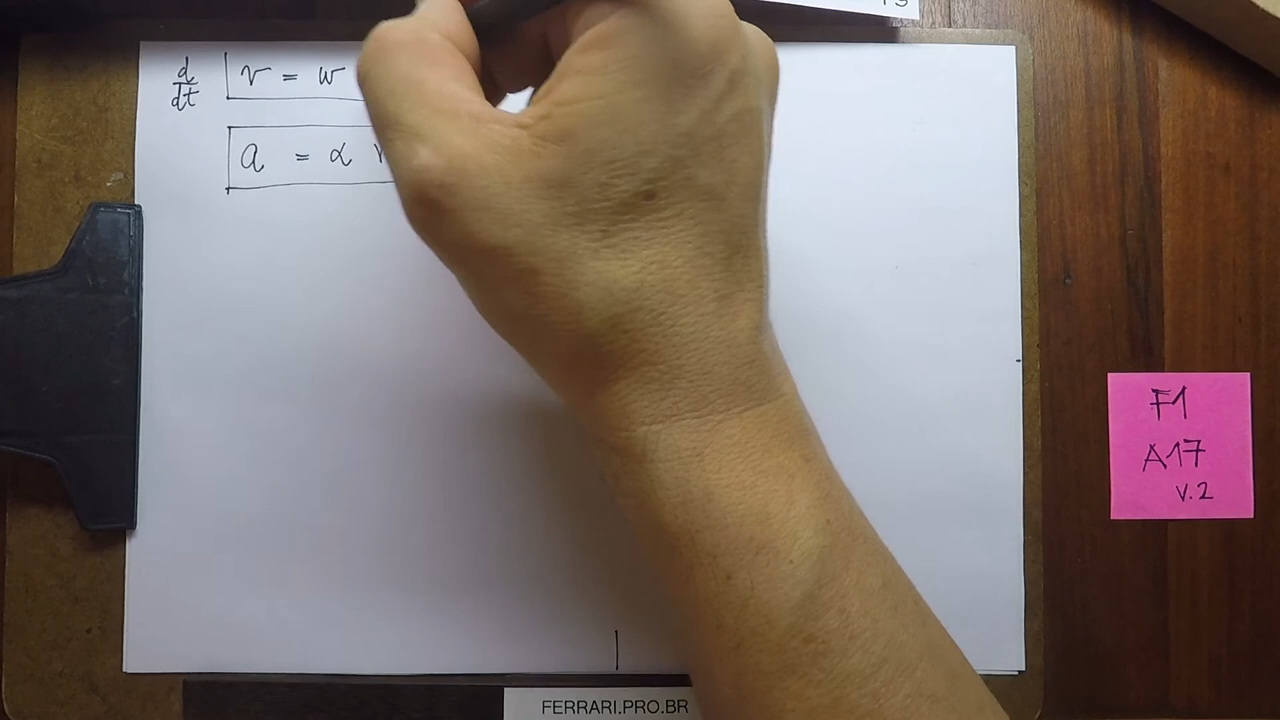 d/dt v = w
a = α r
F1
A17
V.2
FERRARI.PRO.BR